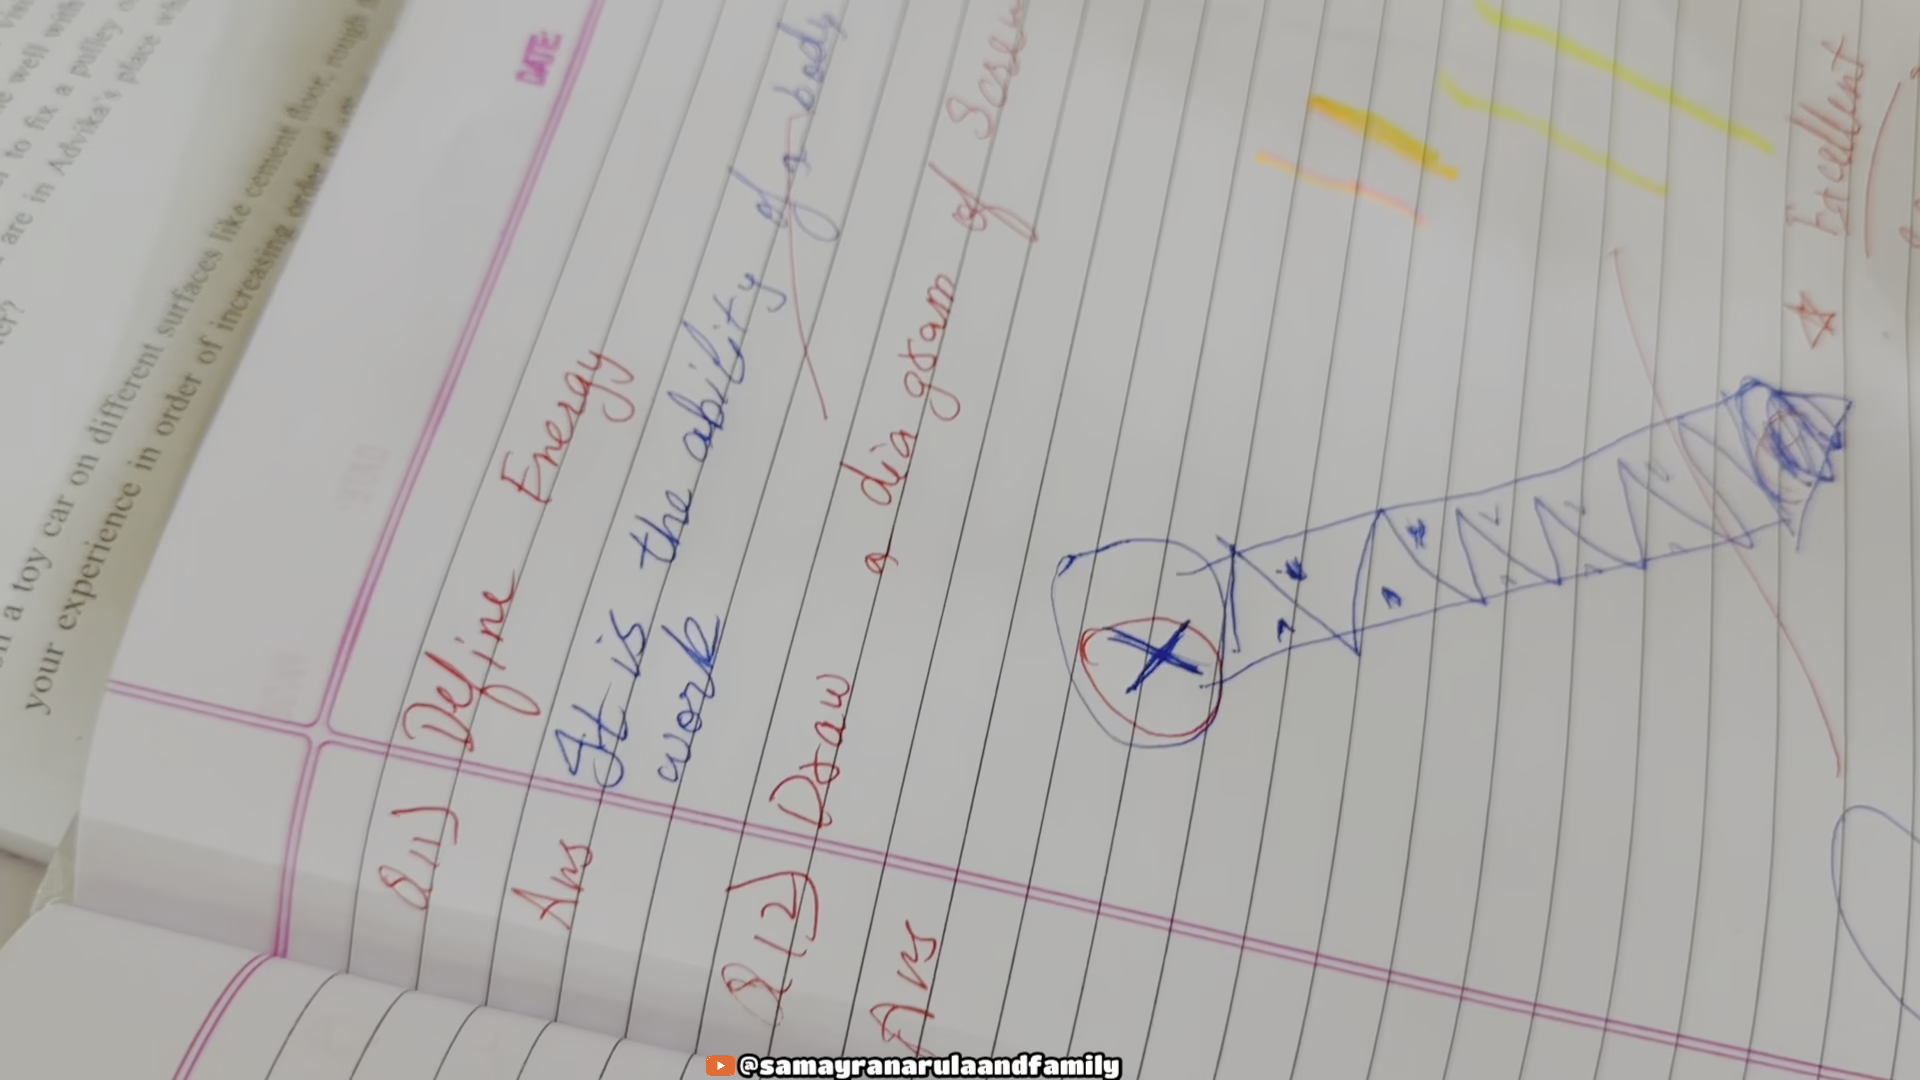 are in Advika's place
to fix a pulley
well with
a toy car on different surfaces like cement floor, rough
your experience in order of increasing order of
DATE:
Q11) Define Energy
Ans It is the ability of a body
work
Q12) Draw a diagram of
Ans
Excellent
@samayranarulaandfamily